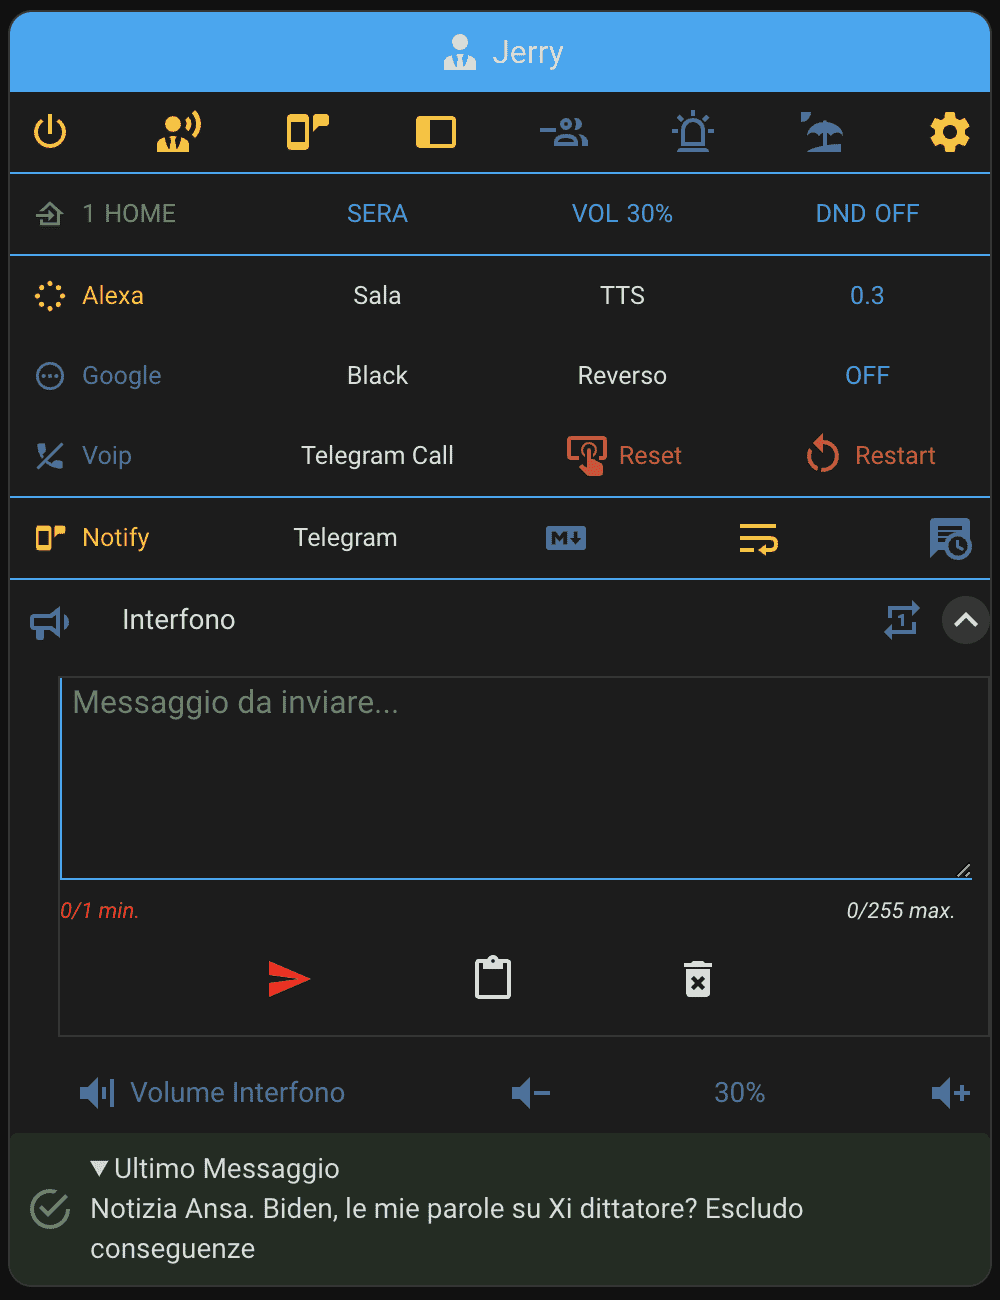 Jerry
1 HOME SERA VOL 30% DND OFF
Alexa Sala TTS 0.3
Google Black Reverso OFF
Voip Telegram Call Reset Restart
Notify Telegram M
Interfono 1
Messaggio da inviare...
0/1 min. 0/255 max.
Volume Interfono 30%
▼ Ultimo Messaggio
Notizia Ansa. Biden, le mie parole su Xi dittatore? Escludo
conseguenze